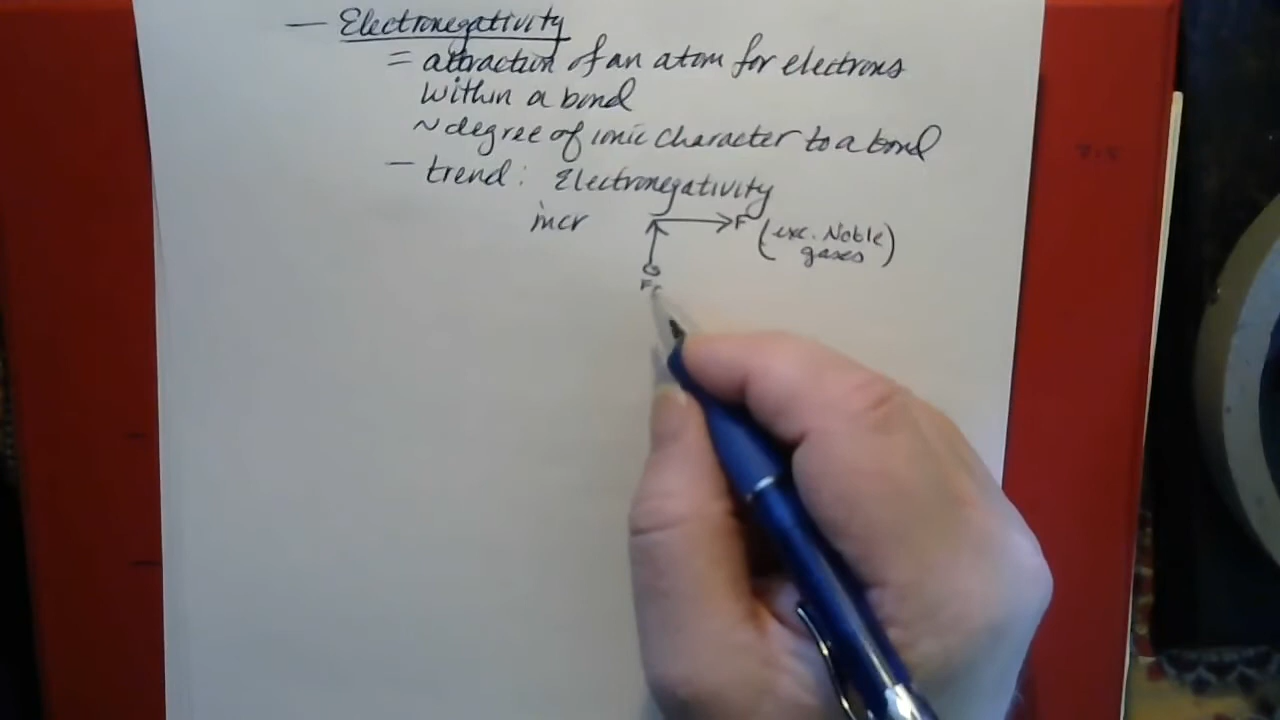 — Electronegativity
= attraction of an atom for electrons
within a bond
~ degree of ionic character to a bond
— trend: Electronegativity
incr F (exc. Noble
gases)
Fr